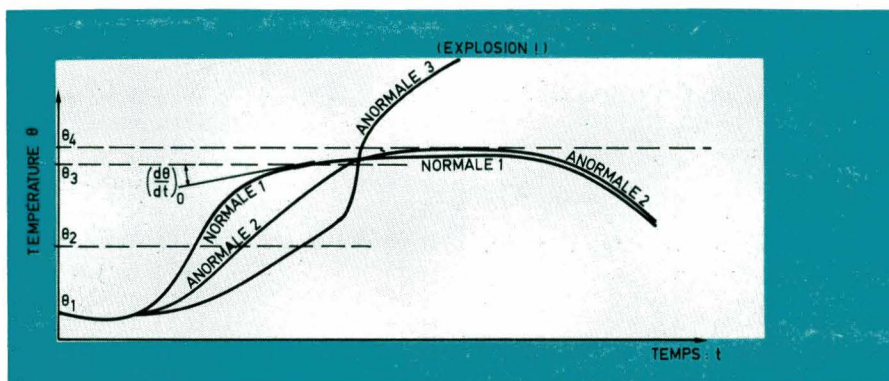 (EXPLOSION !)
ANORMALE 3
TEMPÉRATURE θ
θ4
θ3
θ2
θ1
(dθ/dt)0
NORMALE 1
ANORMALE 2
NORMALE 1
ANORMALE 2
TEMPS : t